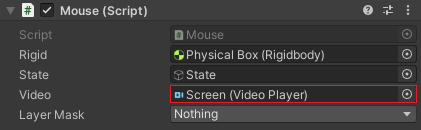 Mouse (Script)
Script Mouse
Rigid Physical Box (Rigidbody)
State State
Video Screen (Video Player)
Layer Mask Nothing